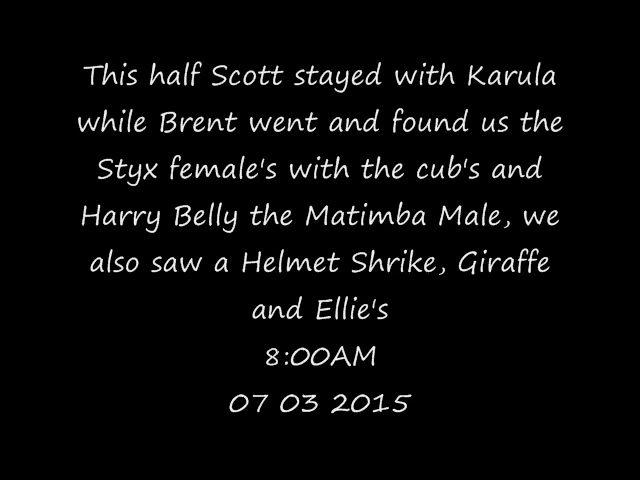 This half Scott stayed with Karula
while Brent went and found us the
Styx female's with the cub's and
Harry Belly the Matimba Male, we
also saw a Helmet Shrike, Giraffe
and Ellie's
8:00AM
07 03 2015